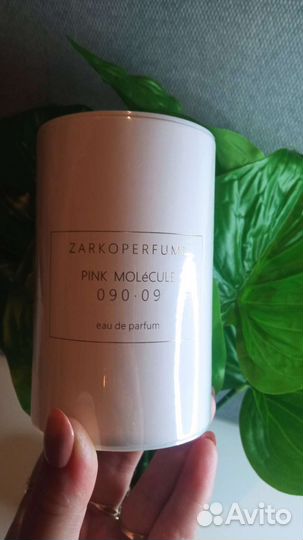 ZARKOPERFUME
PINK MOLéCULE
090·09
eau de parfum
Avito